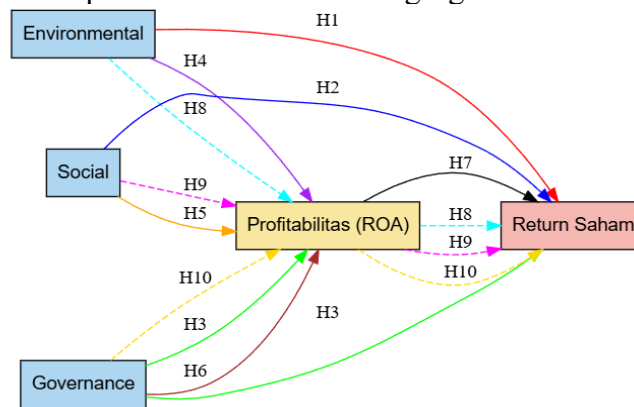 Environmental
H1
H4
H2
H8
Social
H9
H7
H5
Profitabilitas (ROA)
H8
Return Saham
H9
H10
H10
H3
H3
H6
Governance